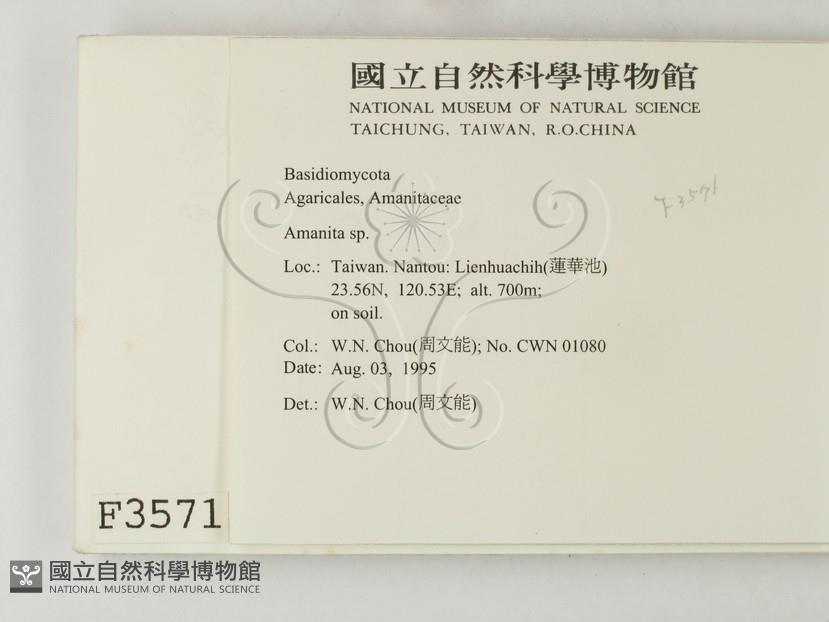 國立自然科學博物館
NATIONAL MUSEUM OF NATURAL SCIENCE
TAICHUNG, TAIWAN, R.O.CHINA
Basidiomycota
Agaricales, Amanitaceae
F3571
Amanita sp.
Loc.: Taiwan. Nantou: Lienhuachih(蓮華池)
23.56N, 120.53E; alt. 700m;
on soil.
Col.: W.N. Chou(周文能); No. CWN 01080
Date: Aug. 03, 1995
Det.: W.N. Chou(周文能)
F3571
國立自然科學博物館
NATIONAL MUSEUM OF NATURAL SCIENCE